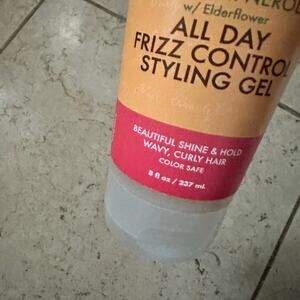 w/ Elderflower
ALL DAY
FRIZZ CONTROL
STYLING GEL
BEAUTIFUL SHINE & HOLD
WAVY, CURLY HAIR
COLOR SAFE
8 fl oz / 237 ml